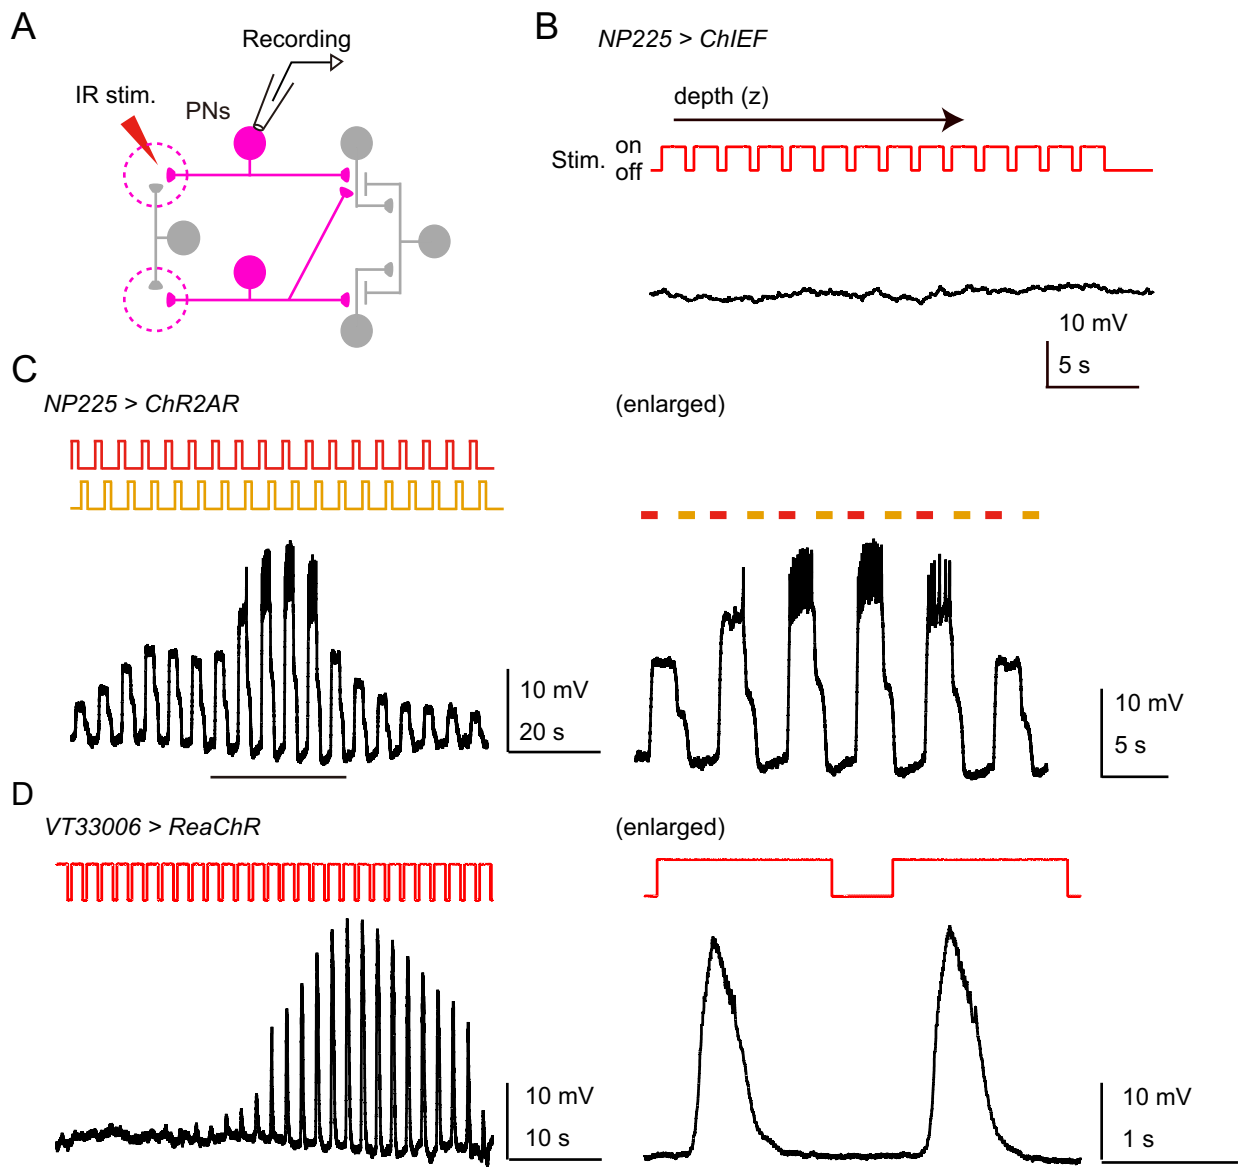 A
Recording
IR stim.
PNs
B
NP225 > ChIEF
depth (z)
Stim.
on
off
10 mV
5 s
C
NP225 > ChR2AR
(enlarged)
10 mV
20 s
10 mV
5 s
D
VT33006 > ReaChR
(enlarged)
10 mV
10 s
10 mV
1 s